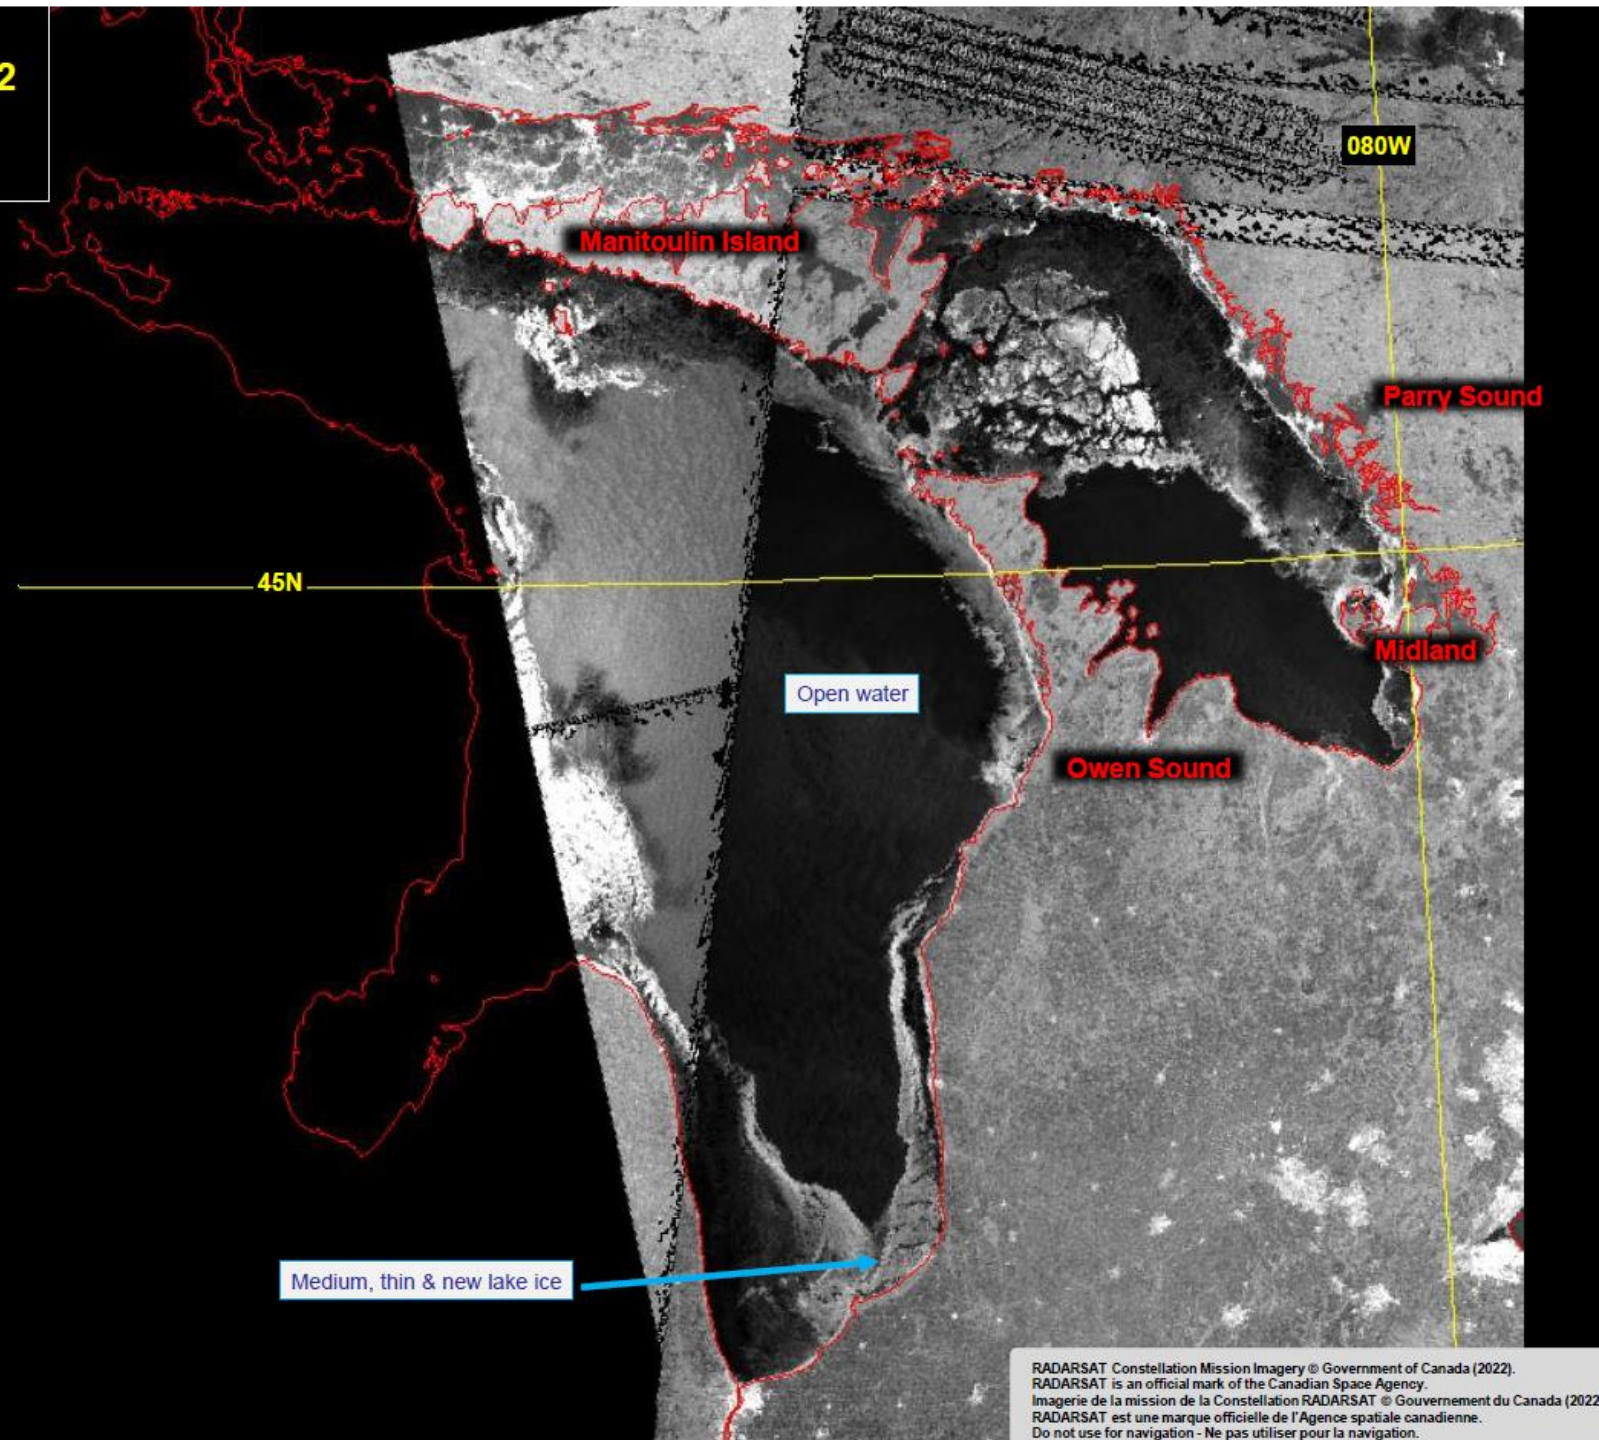 2
080W
Manitoulin Island
Parry Sound
45N
Midland
Open water
Owen Sound
Medium, thin & new lake ice
RADARSAT Constellation Mission Imagery © Government of Canada (2022).
RADARSAT is an official mark of the Canadian Space Agency.
Imagerie de la mission de la Constellation RADARSAT © Gouvernement du Canada (2022
RADARSAT est une marque officielle de l'Agence spatiale canadienne.
Do not use for navigation - Ne pas utiliser pour la navigation.